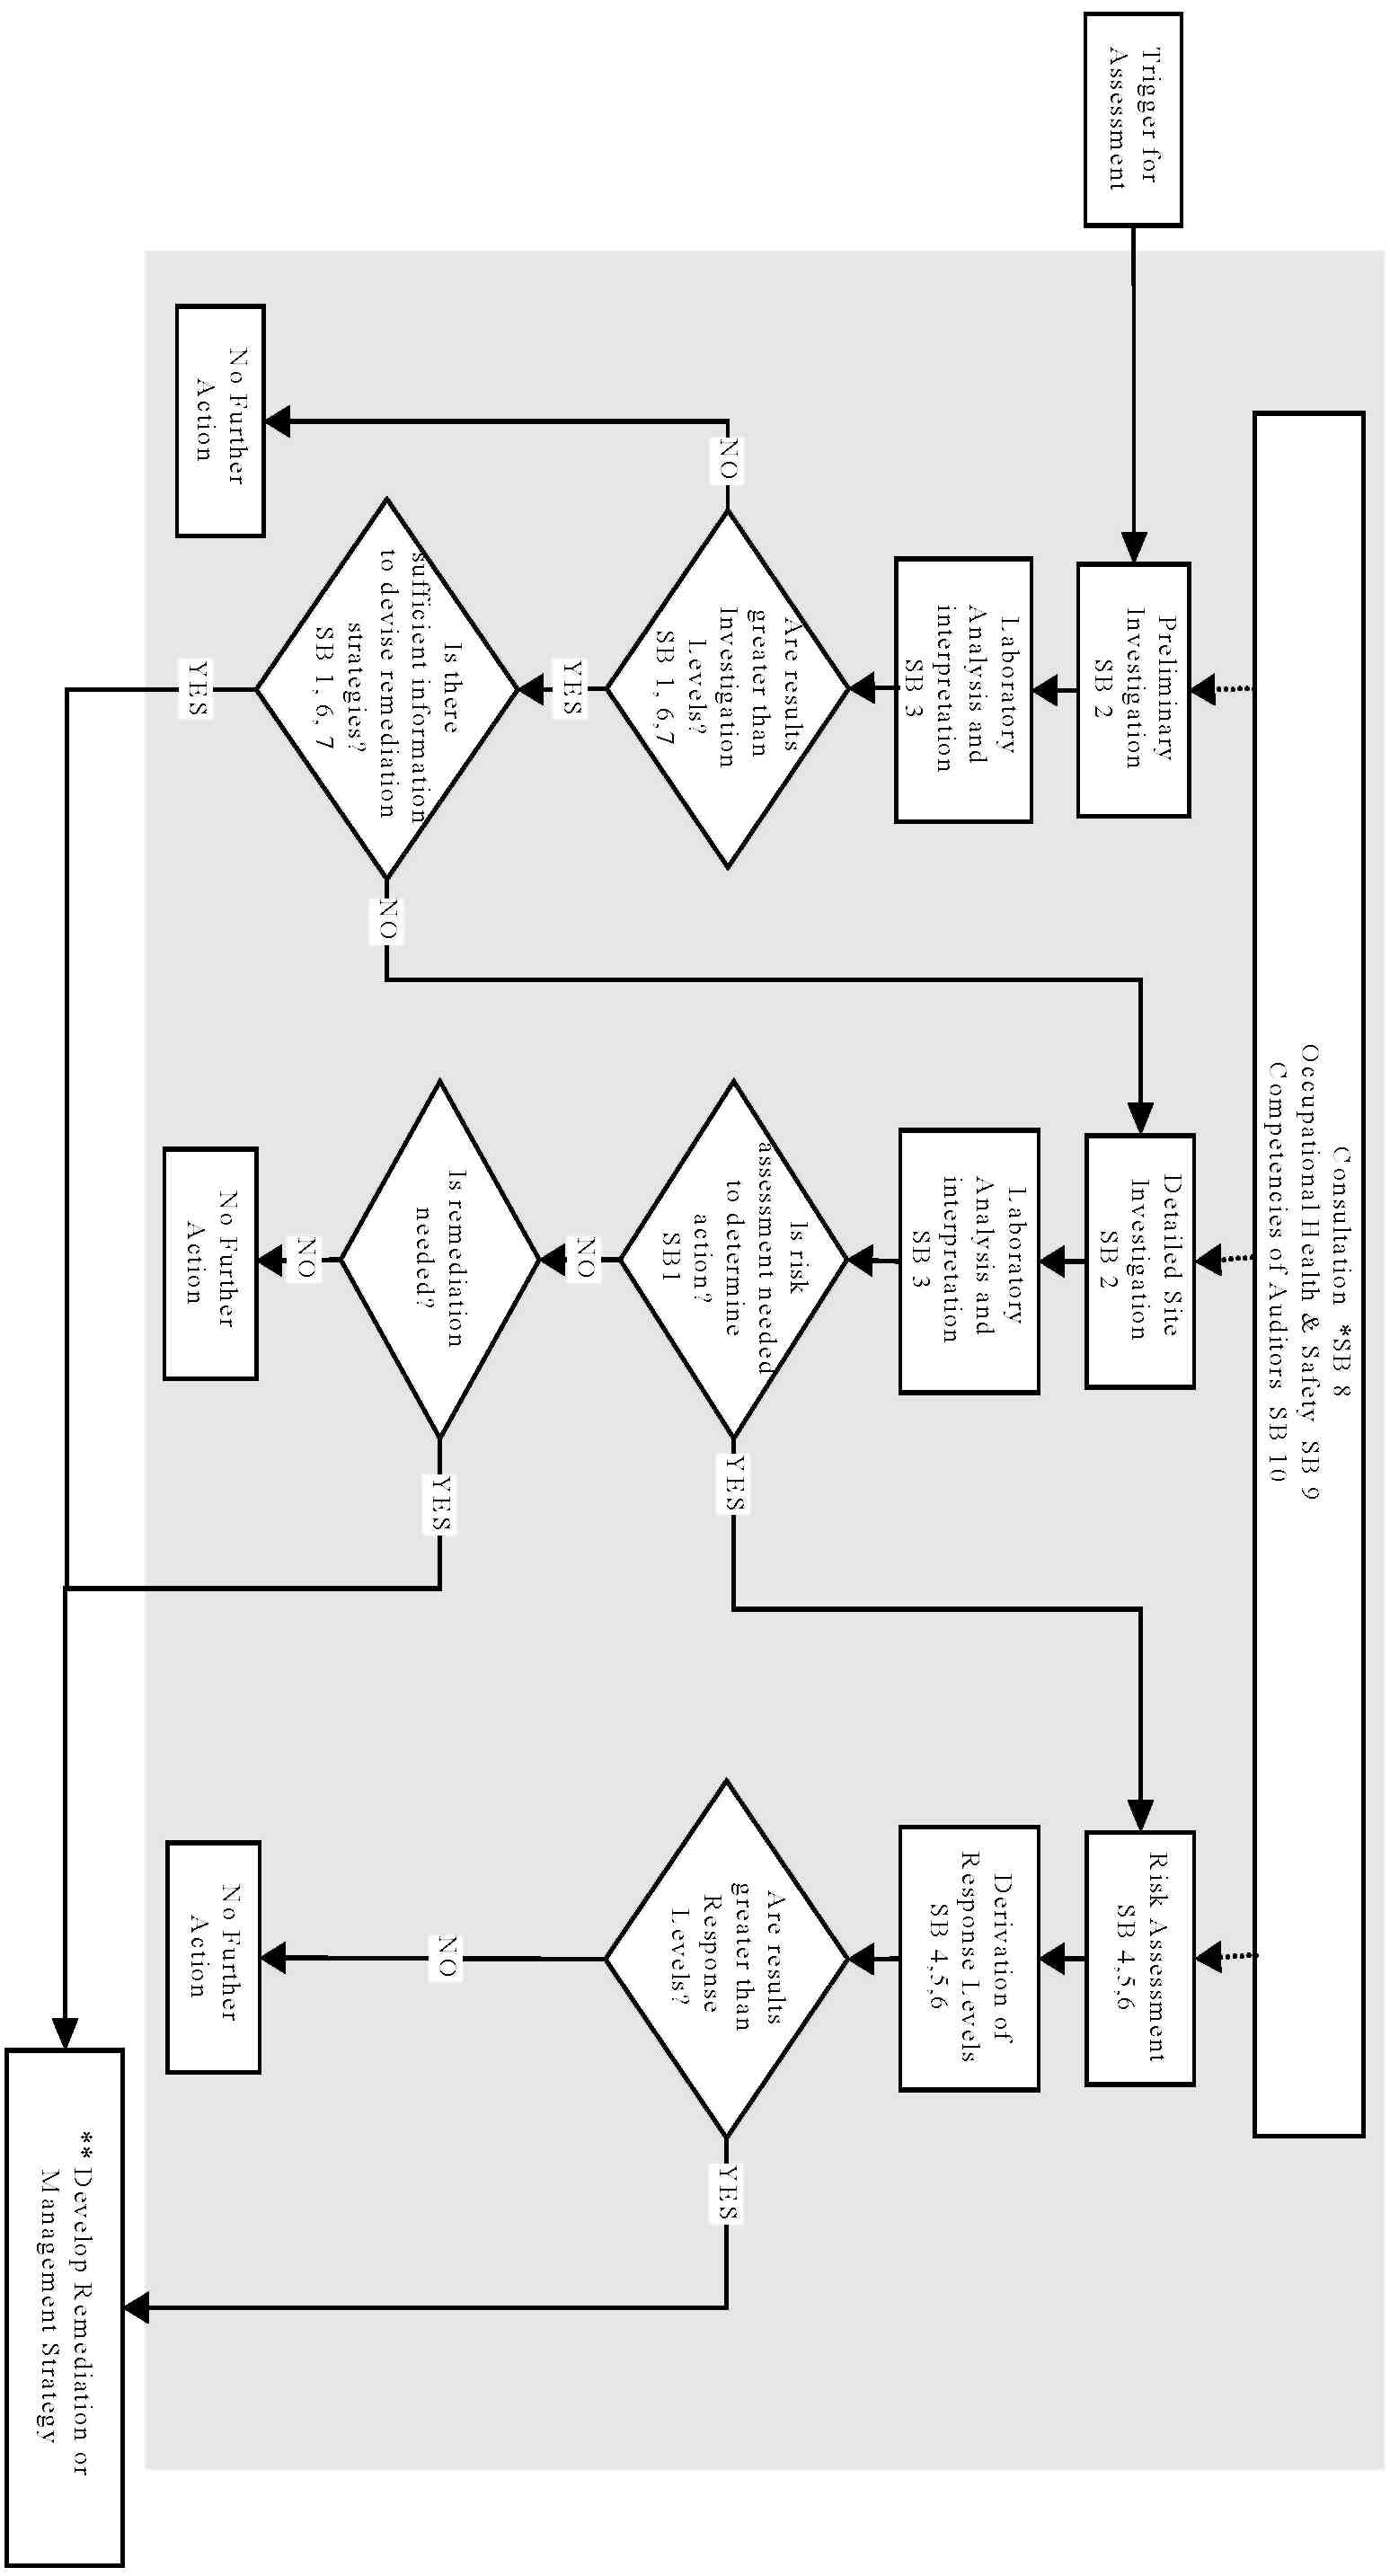 Trigger for
Assessment
Consultation *SB 8
Occupational Health & Safety SB 9
Competencies of Auditors SB 10
Preliminary
Investigation
SB 2
Laboratory
Analysis and
interpretation
SB 3
Are results
greater than
Investigation
Levels?
SB 1, 6,7
NO
No Further
Action
YES
Is there
sufficient information
to devise remediation
strategies?
SB 1, 6, 7
YES
NO
Detailed Site
Investigation
SB 2
Laboratory
Analysis and
interpretation
SB 3
Is risk
assessment needed
to determine
action?
SB1
YES
NO
Is remediation
needed?
YES
NO
No Further
Action
Risk Assessment
SB 4,5,6
Derivation of
Response Levels
SB 4,5,6
Are results
greater than
Response
Levels?
YES
NO
No Further
Action
** Develop Remediation or
Management Strategy